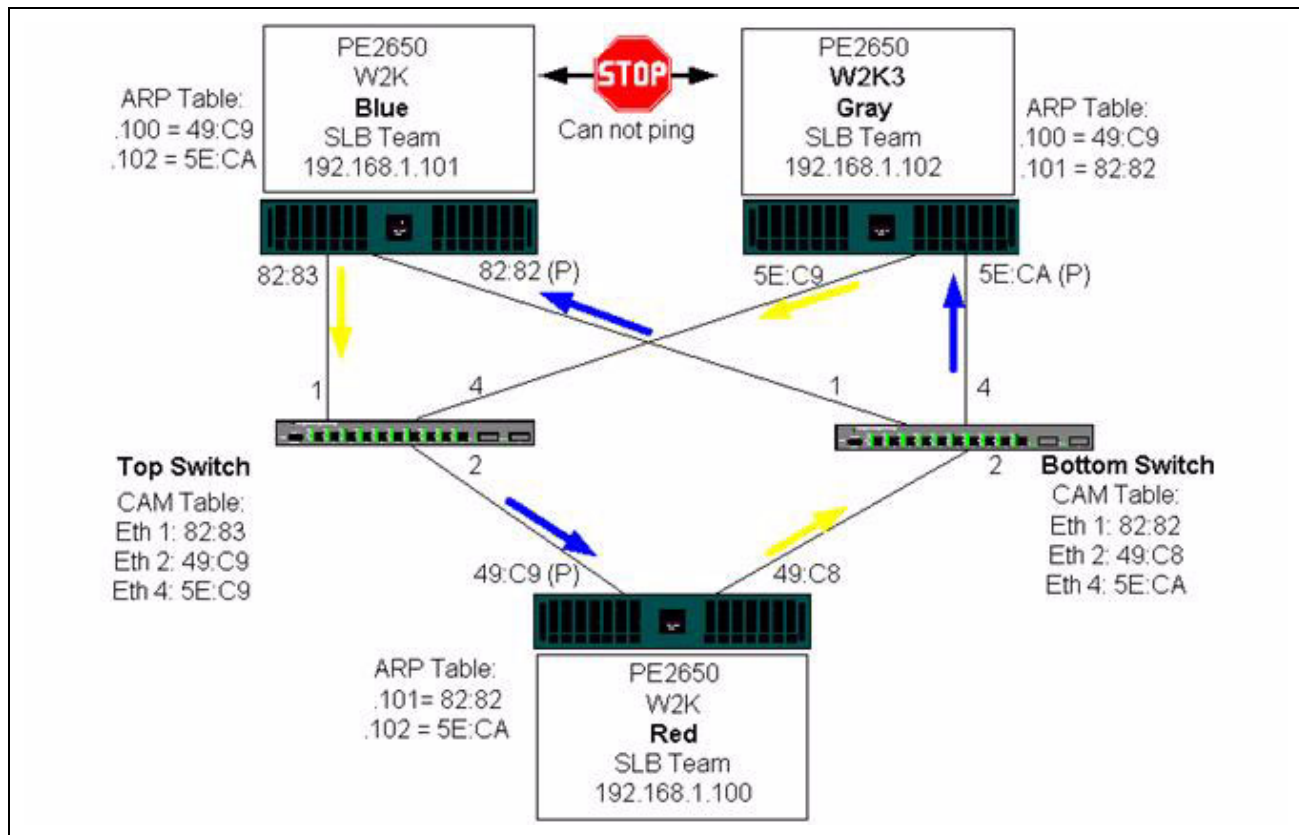 PE2650
W2K
Blue
SLB Team
192.168.1.101
ARP Table:
.100 = 49:C9
.102 = 5E:CA
STOP
Can not ping
PE2650
W2K3
Gray
SLB Team
192.168.1.102
ARP Table:
.100 = 49:C9
.101 = 82:82
82:83
82:82 (P)
5E:C9
5E:CA (P)
1
4
1
4
2
2
Top Switch
CAM Table:
Eth 1: 82:83
Eth 2: 49:C9
Eth 4: 5E:C9
Bottom Switch
CAM Table:
Eth 1: 82:82
Eth 2: 49:C8
Eth 4: 5E:CA
49:C9 (P)
49:C8
ARP Table:
.101= 82:82
.102 = 5E:CA
PE2650
W2K
Red
SLB Team
192.168.1.100